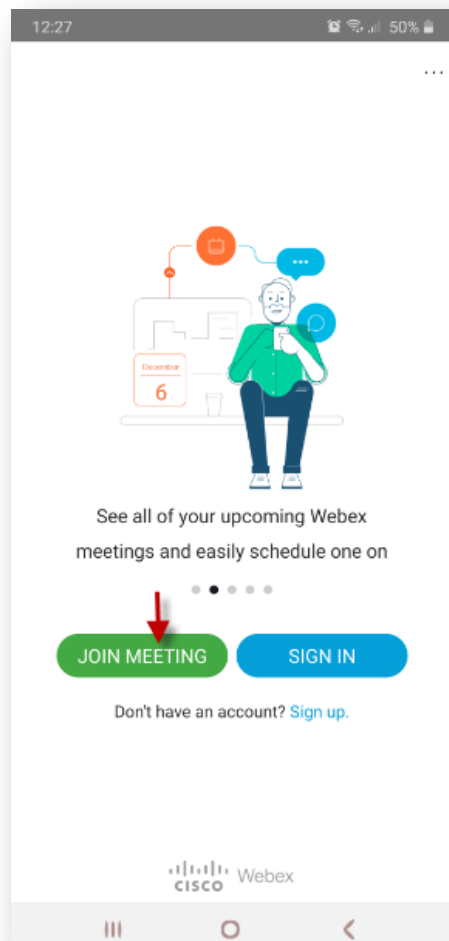 12:27
50%
...
December
6
See all of your upcoming Webex
meetings and easily schedule one on
JOIN MEETING
SIGN IN
Don't have an account? Sign up.
CISCO Webex